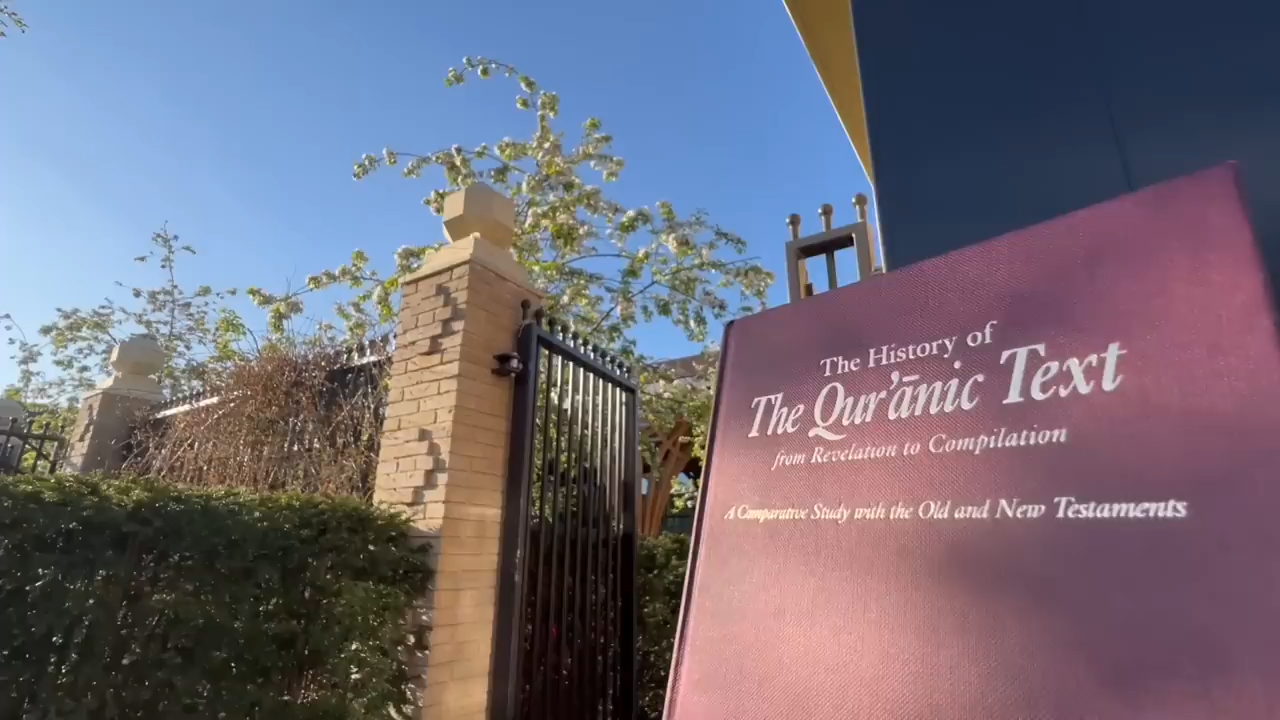 The History of
The Qur'ānic Text
from Revelation to Compilation
A Comparative Study with the Old and New Testaments